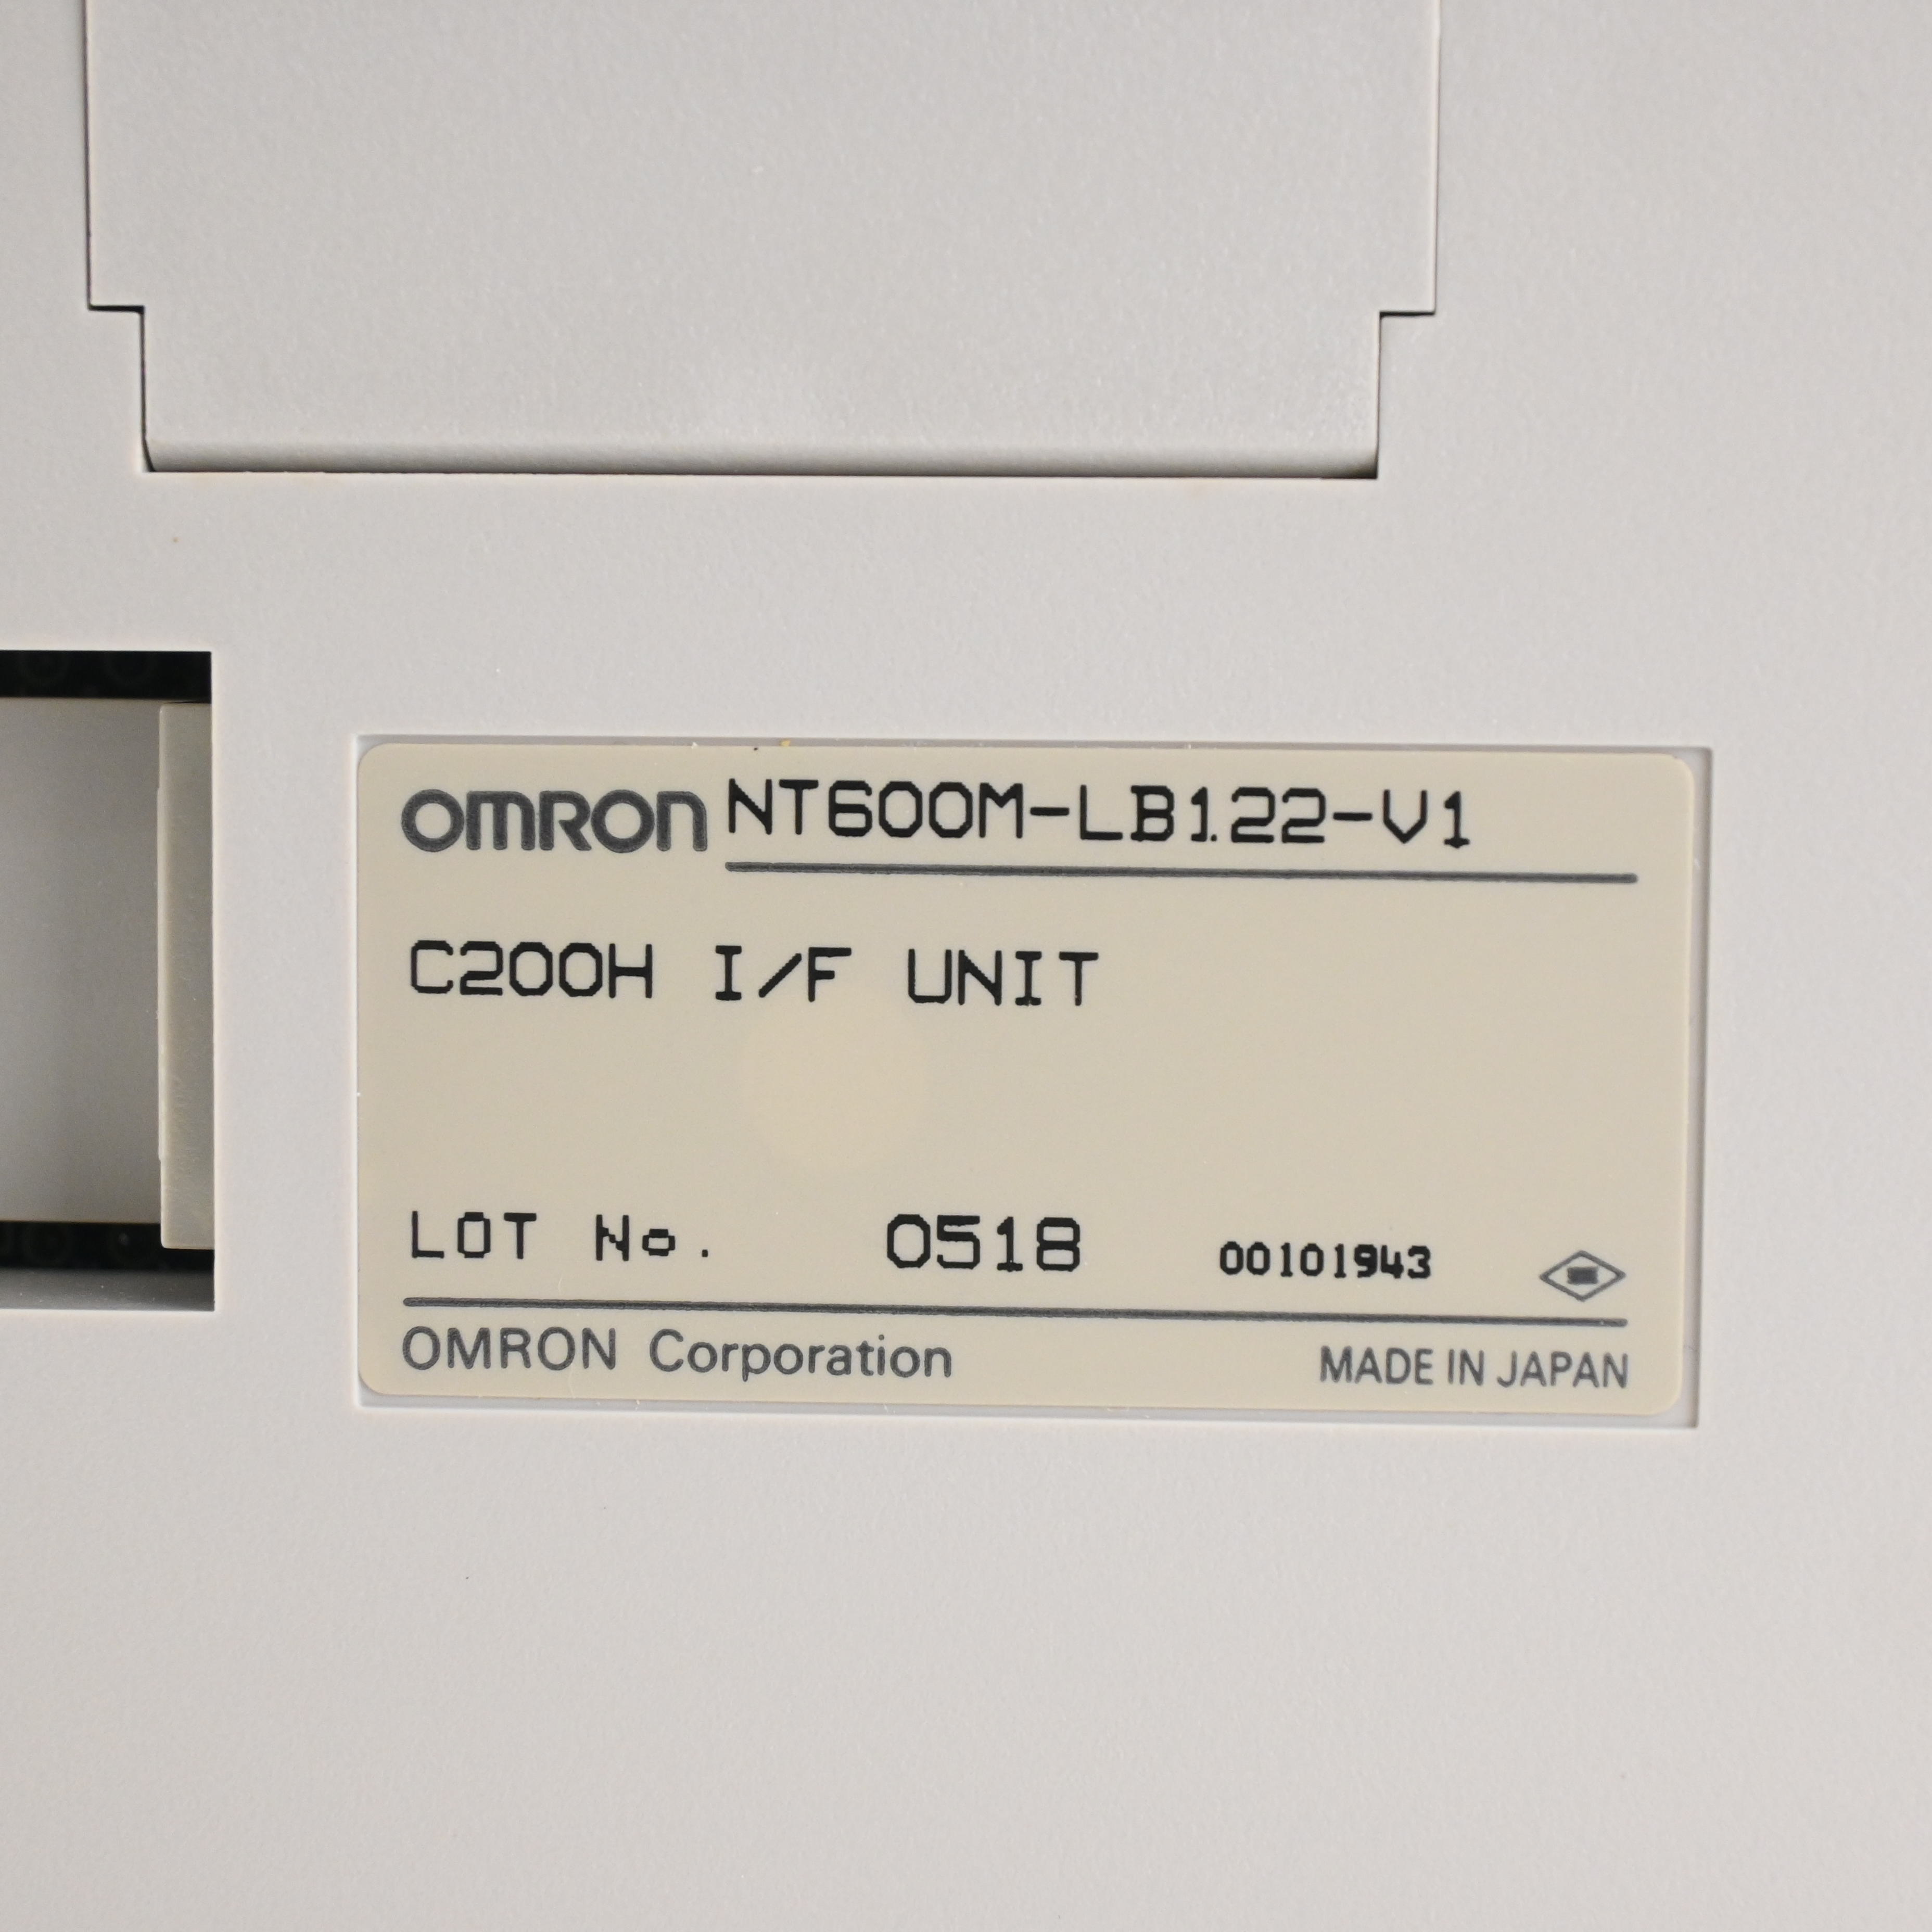 OMRON NT600M-LB122-V1
C200H I/F UNIT
LOT No. 0518 00101943
OMRON Corporation MADE IN JAPAN